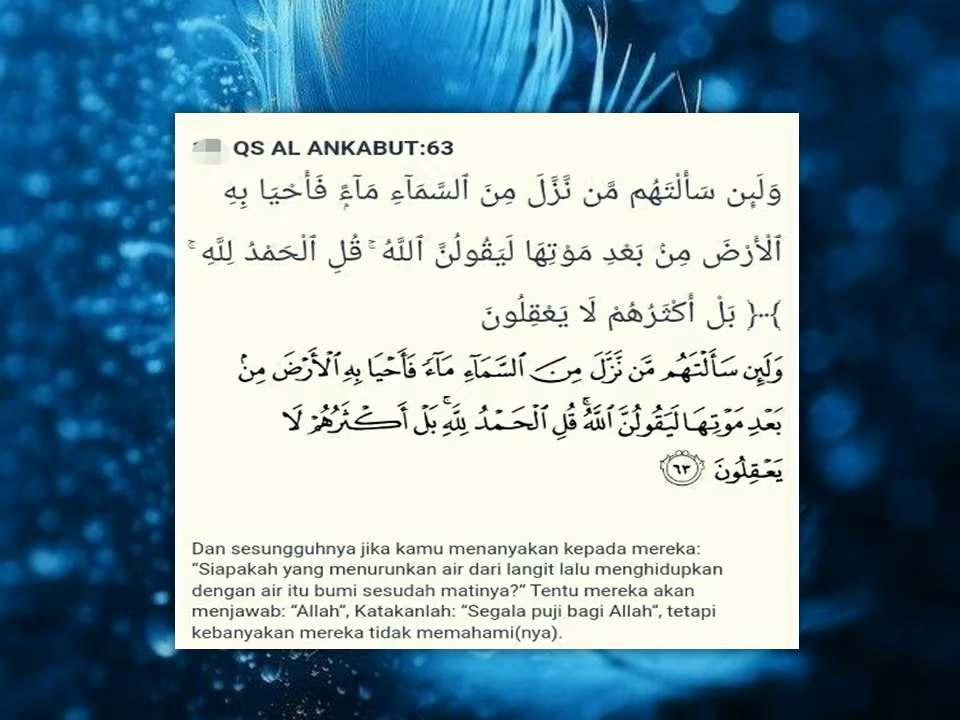 QS AL ANKABUT:63
وَلَئِن سَأَلْتَهُم مَّن نَّزَّلَ مِنَ ٱلسَّمَآءِ مَآءًۭ فَأَحْيَا بِهِ
ٱلْأَرْضَ مِنۢ بَعْدِ مَوْتِهَا لَيَقُولُنَّ ٱللَّهُ ۚ قُلِ ٱلْحَمْدُ لِلَّهِ ۚ
بَلْ أَكْثَرُهُمْ لَا يَعْقِلُونَ ﴿٠٠﴾
وَلَئِن سَأَلْتَهُم مَّن نَّزَّلَ مِنَ ٱلسَّمَآءِ مَآءً فَأَحْيَا بِهِ ٱلْأَرْضَ مِنۢ
بَعْدِ مَوْتِهَا لَيَقُولُنَّ ٱللَّهُ ۚ قُلِ ٱلْحَمْدُ لِلَّهِ ۚ بَلْ أَكْثَرُهُمْ لَا
يَعْقِلُونَ ٦٣
Dan sesungguhnya jika kamu menanyakan kepada mereka:
“Siapakah yang menurunkan air dari langit lalu menghidupkan
dengan air itu bumi sesudah matinya?“ Tentu mereka akan
menjawab: “Allah“, Katakanlah: “Segala puji bagi Allah“, tetapi
kebanyakan mereka tidak memahami(nya).